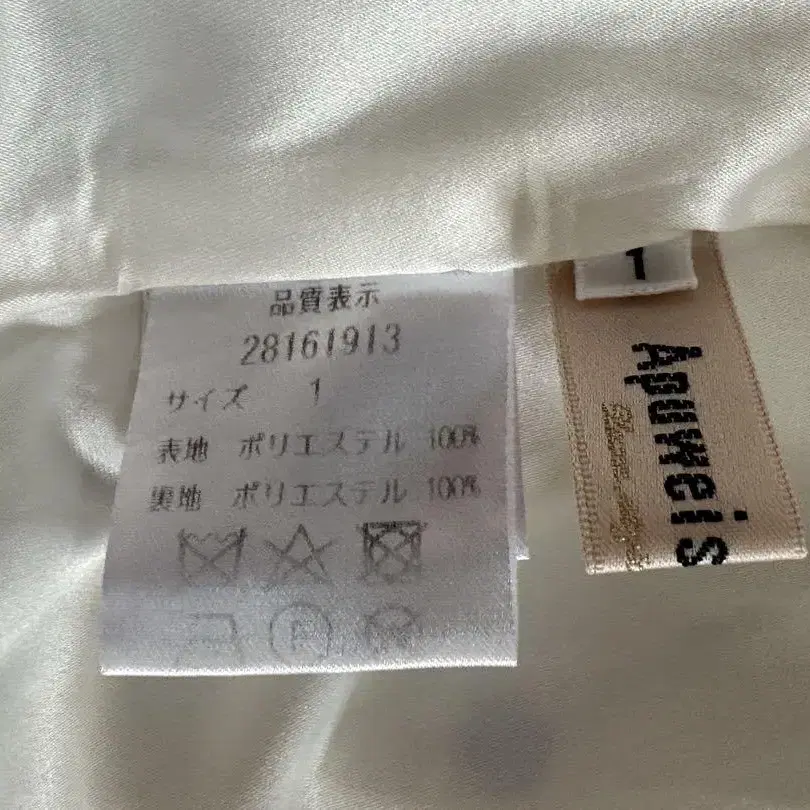 品質表示
28161913
サイズ 1
表地 ポリエステル 100%
裏地 ポリエステル 100%
1
Apuweis